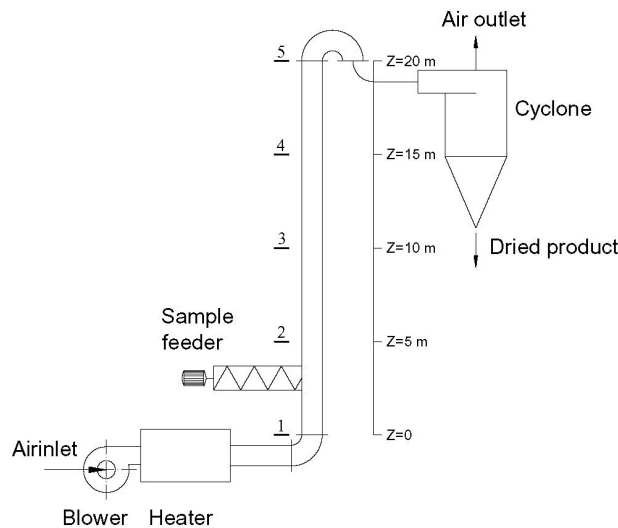 Air outlet
5
Z=20 m
Cyclone
4
Z=15 m
3
Z=10 m
Dried product
Sample
feeder
2
Z=5 m
1
Z=0
Airinlet
Blower
Heater